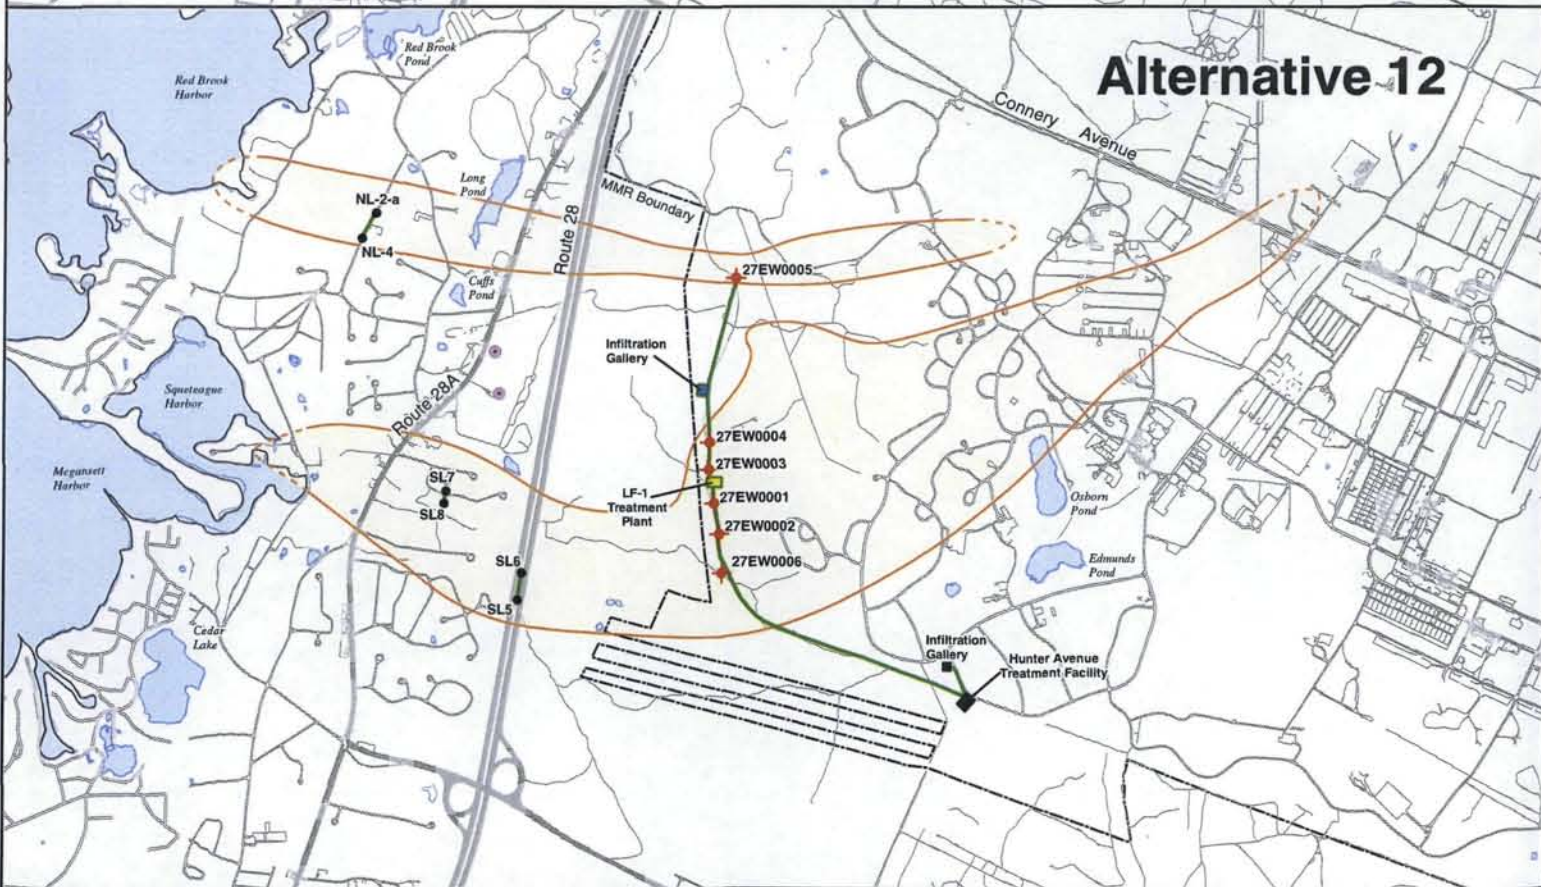 Alternative 12
Red Brook
Pond
Red Brook
Harbor
Connery Avenue
Long
Pond
NL-2-a
NL-4
MMR Boundary
Route 28
27EW0005
Cuffs
Pond
Infiltration
Gallery
Squeteague
Harbor
Route 28A
27EW0004
27EW0003
LF-1
Treatment
Plant
27EW0001
27EW0002
27EW0006
Megansett
Harbor
SL7
SL8
SL6
SL5
Osborn
Pond
Edmunds
Pond
Cedar
Lake
Infiltration
Gallery
Hunter Avenue
Treatment Facility